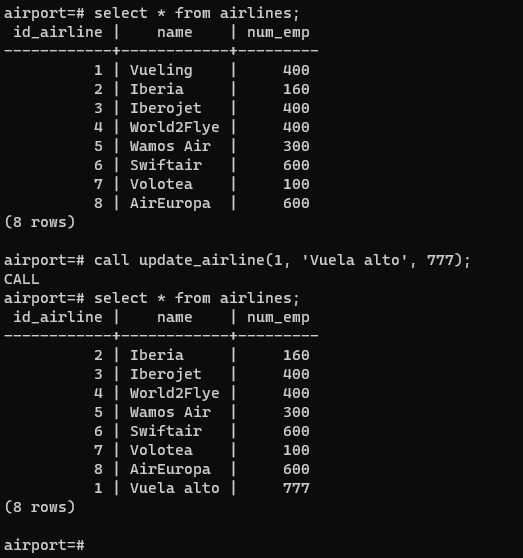 airport=# select * from airlines;
 id_airline |    name    | num_emp
------------+------------+---------
          1 | Vueling    |     400
          2 | Iberia     |     160
          3 | Iberojet   |     400
          4 | World2Flye |     400
          5 | Wamos Air  |     300
          6 | Swiftair   |     600
          7 | Volotea    |     100
          8 | AirEuropa  |     600
(8 rows)

airport=# call update_airline(1, 'Vuela alto', 777);
CALL
airport=# select * from airlines;
 id_airline |    name    | num_emp
------------+------------+---------
          2 | Iberia     |     160
          3 | Iberojet   |     400
          4 | World2Flye |     400
          5 | Wamos Air  |     300
          6 | Swiftair   |     600
          7 | Volotea    |     100
          8 | AirEuropa  |     600
          1 | Vuela alto |     777
(8 rows)

airport=#